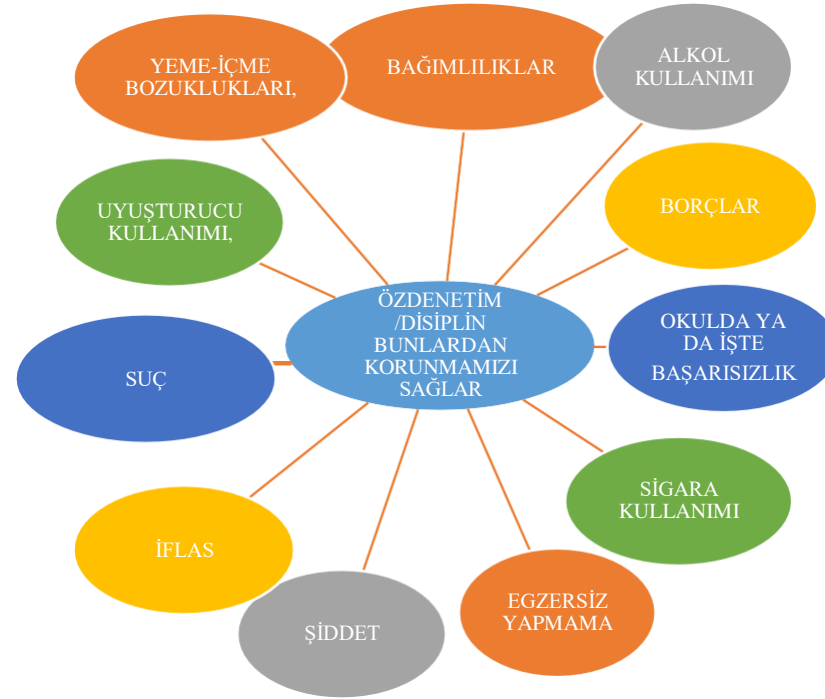 YEME-İÇME
BOZUKLUKLARI,
BAĞIMLILIKLAR
ALKOL
KULLANIMI
UYUŞTURUCU
KULLANIMI,
BORÇLAR
ÖZDENETİM
/DİSİPLİN
BUNLARDAN
KORUNMAMIZI
SAĞLAR
OKULDA YA
DA İŞTE
BAŞARISIZLIK
SUÇ
SİGARA
KULLANIMI
İFLAS
EGZERSİZ
YAPMAMA
ŞİDDET